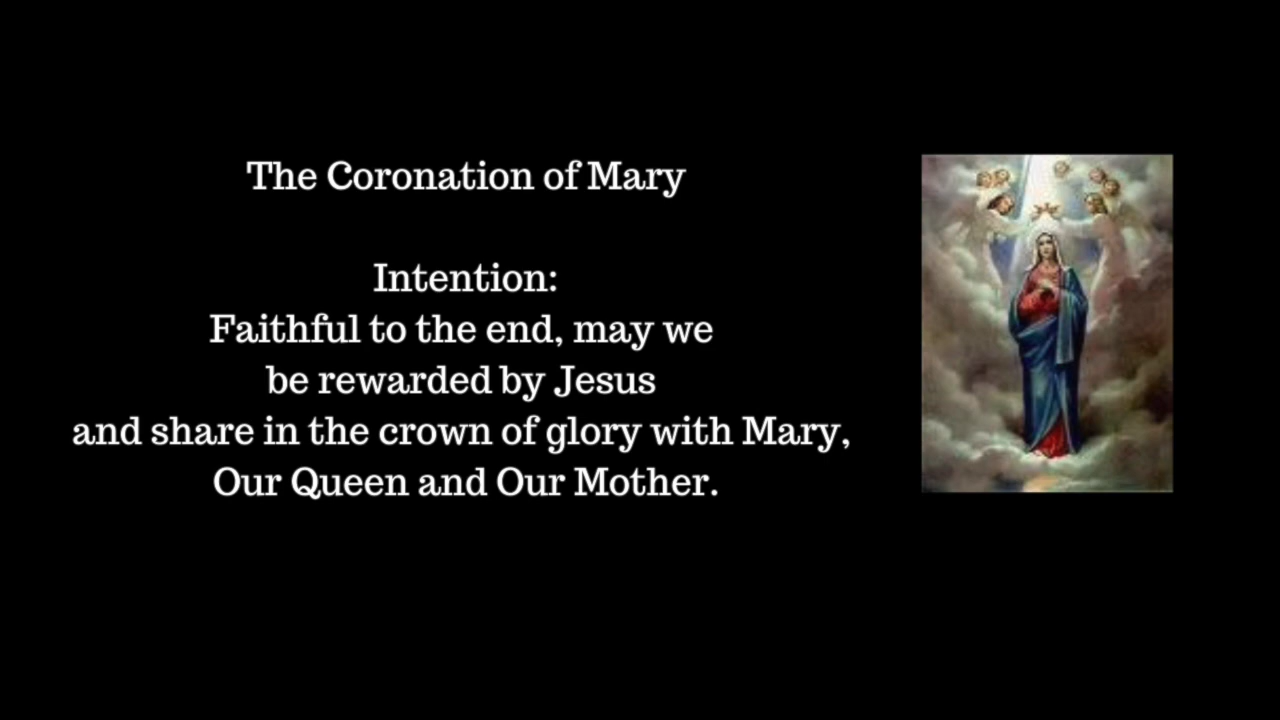 The Coronation of Mary
Intention:
Faithful to the end, may we
be rewarded by Jesus
and share in the crown of glory with Mary,
Our Queen and Our Mother.